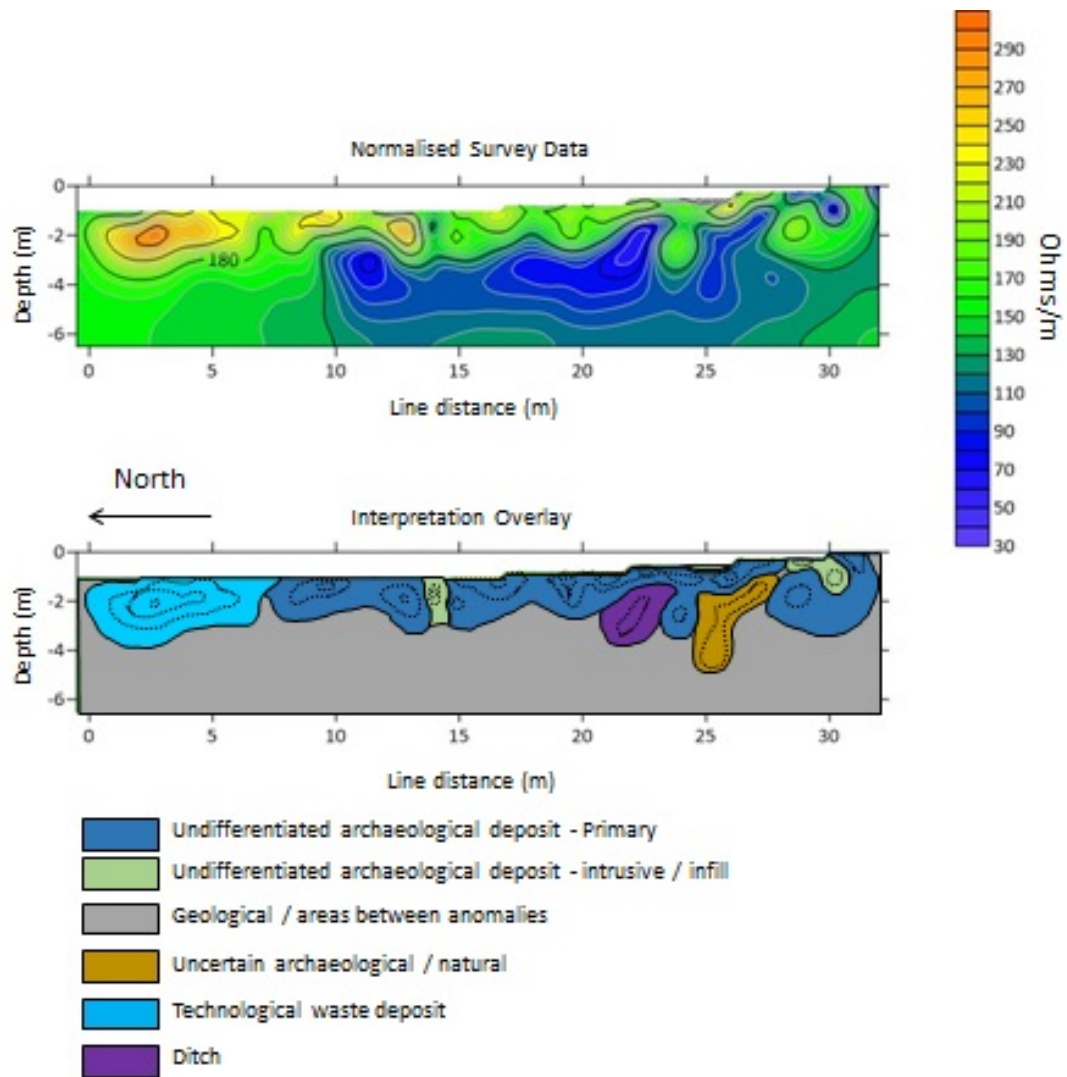 Normalised Survey Data
0
-2
-4
-6
Depth (m)
180
0 5 10 15 20 25 30
Line distance (m)
290
270
250
230
210
190
170
150
130
110
90
70
50
30
Ohms/m
North
Interpretation Overlay
0
-2
-4
-6
Depth (m)
0 5 10 15 20 25 30
Line distance (m)
Undifferentiated archaeological deposit - Primary
Undifferentiated archaeological deposit - intrusive / infill
Geological / areas between anomalies
Uncertain archaeological / natural
Technological waste deposit
Ditch